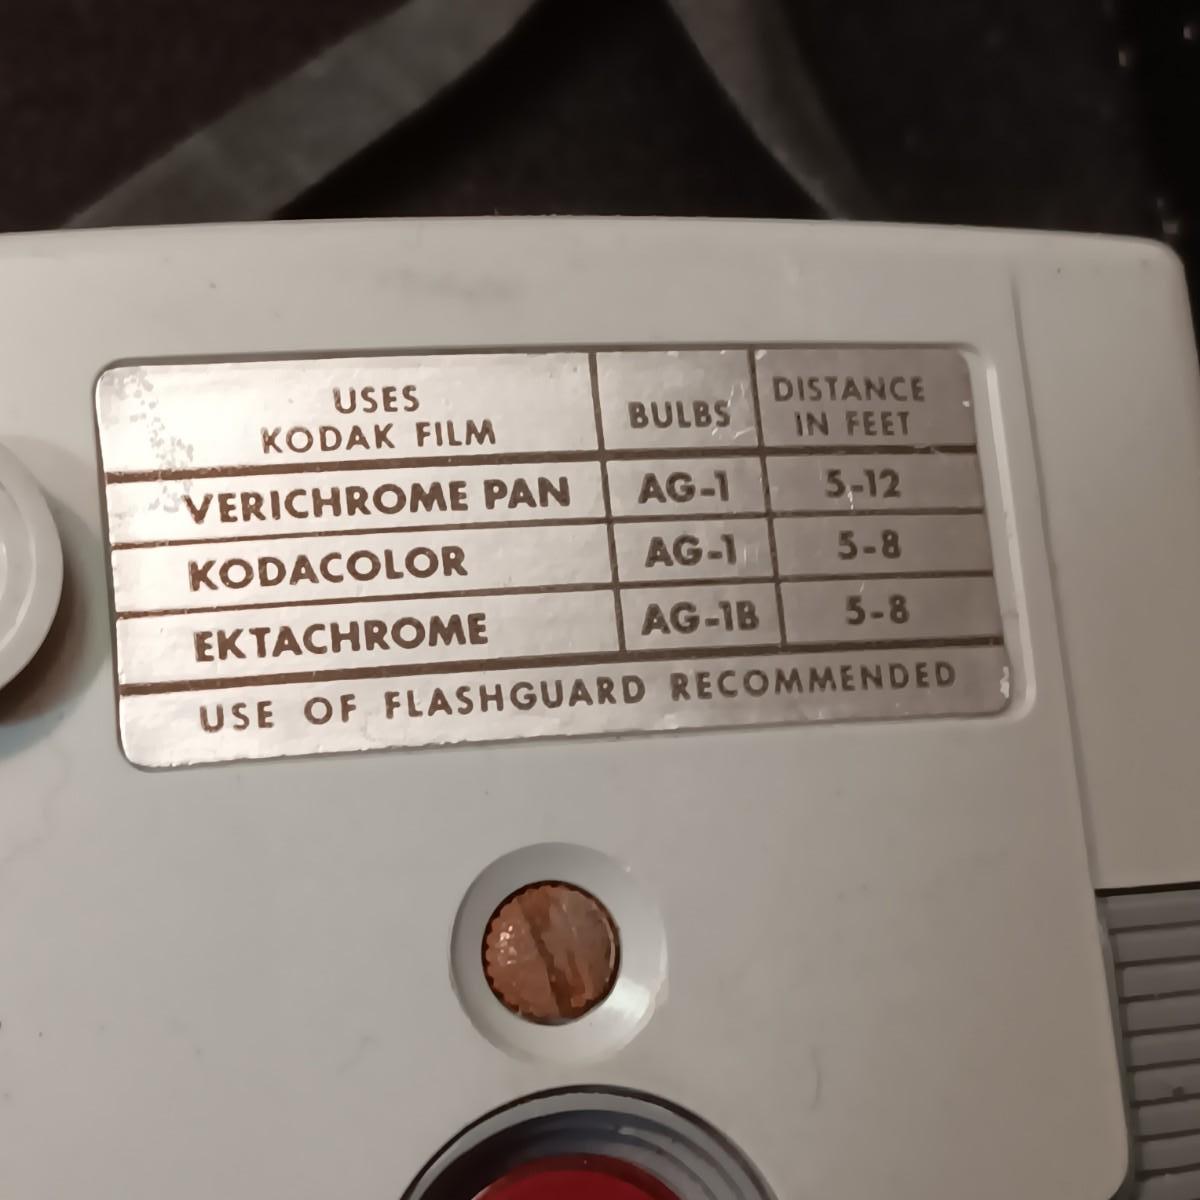 USES
KODAK FILM
BULBS
DISTANCE
IN FEET
VERICHROME PAN AG-1 5-12
KODACOLOR AG-1 5-8
EKTACHROME AG-1B 5-8
USE OF FLASHGUARD RECOMMENDED